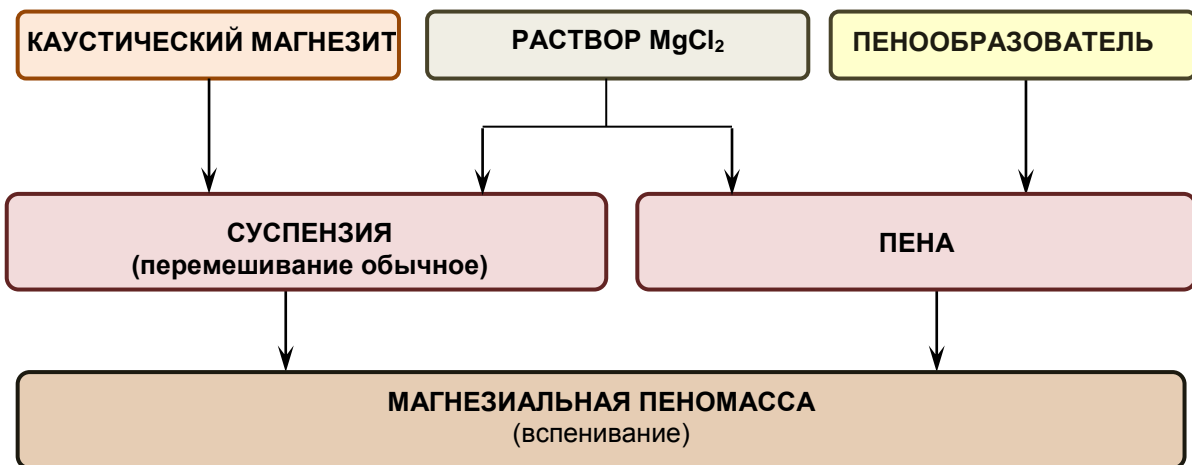 КАУСТИЧЕСКИЙ МАГНЕЗИТ
РАСТВОР MgCl₂
ПЕНООБРАЗОВАТЕЛЬ
СУСПЕНЗИЯ
(перемешивание обычное)
ПЕНА
МАГНЕЗИАЛЬНАЯ ПЕНОМАССА
(вспенивание)